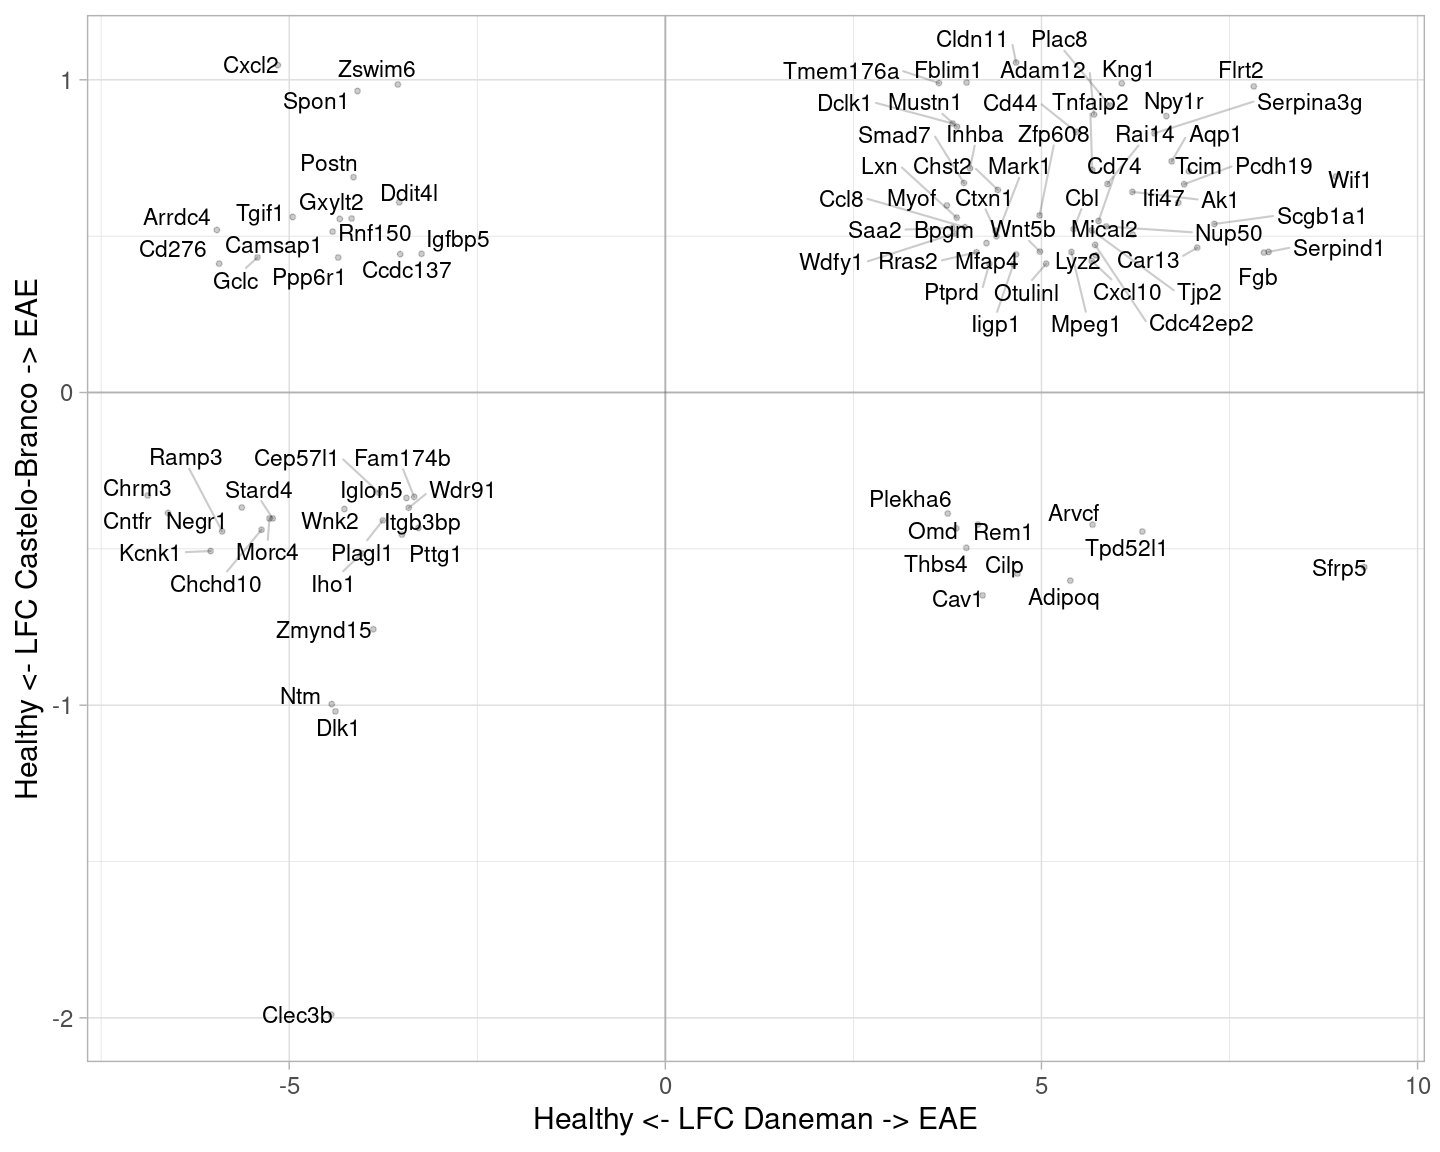 Cldn11 Plac8
Cxcl2 Zswim6 Tmem176a Fblim1 Adam12 Kng1 Flrt2
1
Spon1 Dclk1 Mustn1 Cd44 Tnfaip2 Npy1r Serpina3g
Smad7 Inhba Zfp608 Rai14 Aqp1
Postn Lxn Chst2 Mark1 Cd74 Tcim Pcdh19 Wif1
Gxylt2 Ddit4l Ccl8 Myof Ctxn1 Cbl Ifi47 Ak1
Arrdc4 Tgif1 Scgb1a1
Rnf150 Saa2 Bpgm Wnt5b Mical2 Nup50
Cd276 Camsap1 Igfbp5 Serpind1
Wdfy1 Rras2 Mfap4 Lyz2 Car13
Gclc Ppp6r1 Ccdc137 Fgb
Ptprd Otulinl Cxcl10 Tjp2
Iigp1 Mpeg1 Cdc42ep2
0
Ramp3 Cep57l1 Fam174b
Chrm3 Stard4 Iglon5 Wdr91 Plekha6
Cntfr Negr1 Wnk2 Itgb3bp Omd Rem1 Arvcf
Kcnk1 Morc4 Plagl1 Pttg1 Tpd52l1
Chchd10 Iho1 Thbs4 Cilp Sfrp5
Cav1 Adipoq
Zmynd15
Ntm
-1
Dlk1
Clec3b
-2
-5 0 5 10
Healthy <- LFC Daneman -> EAE
Healthy <- LFC Castelo-Branco -> EAE